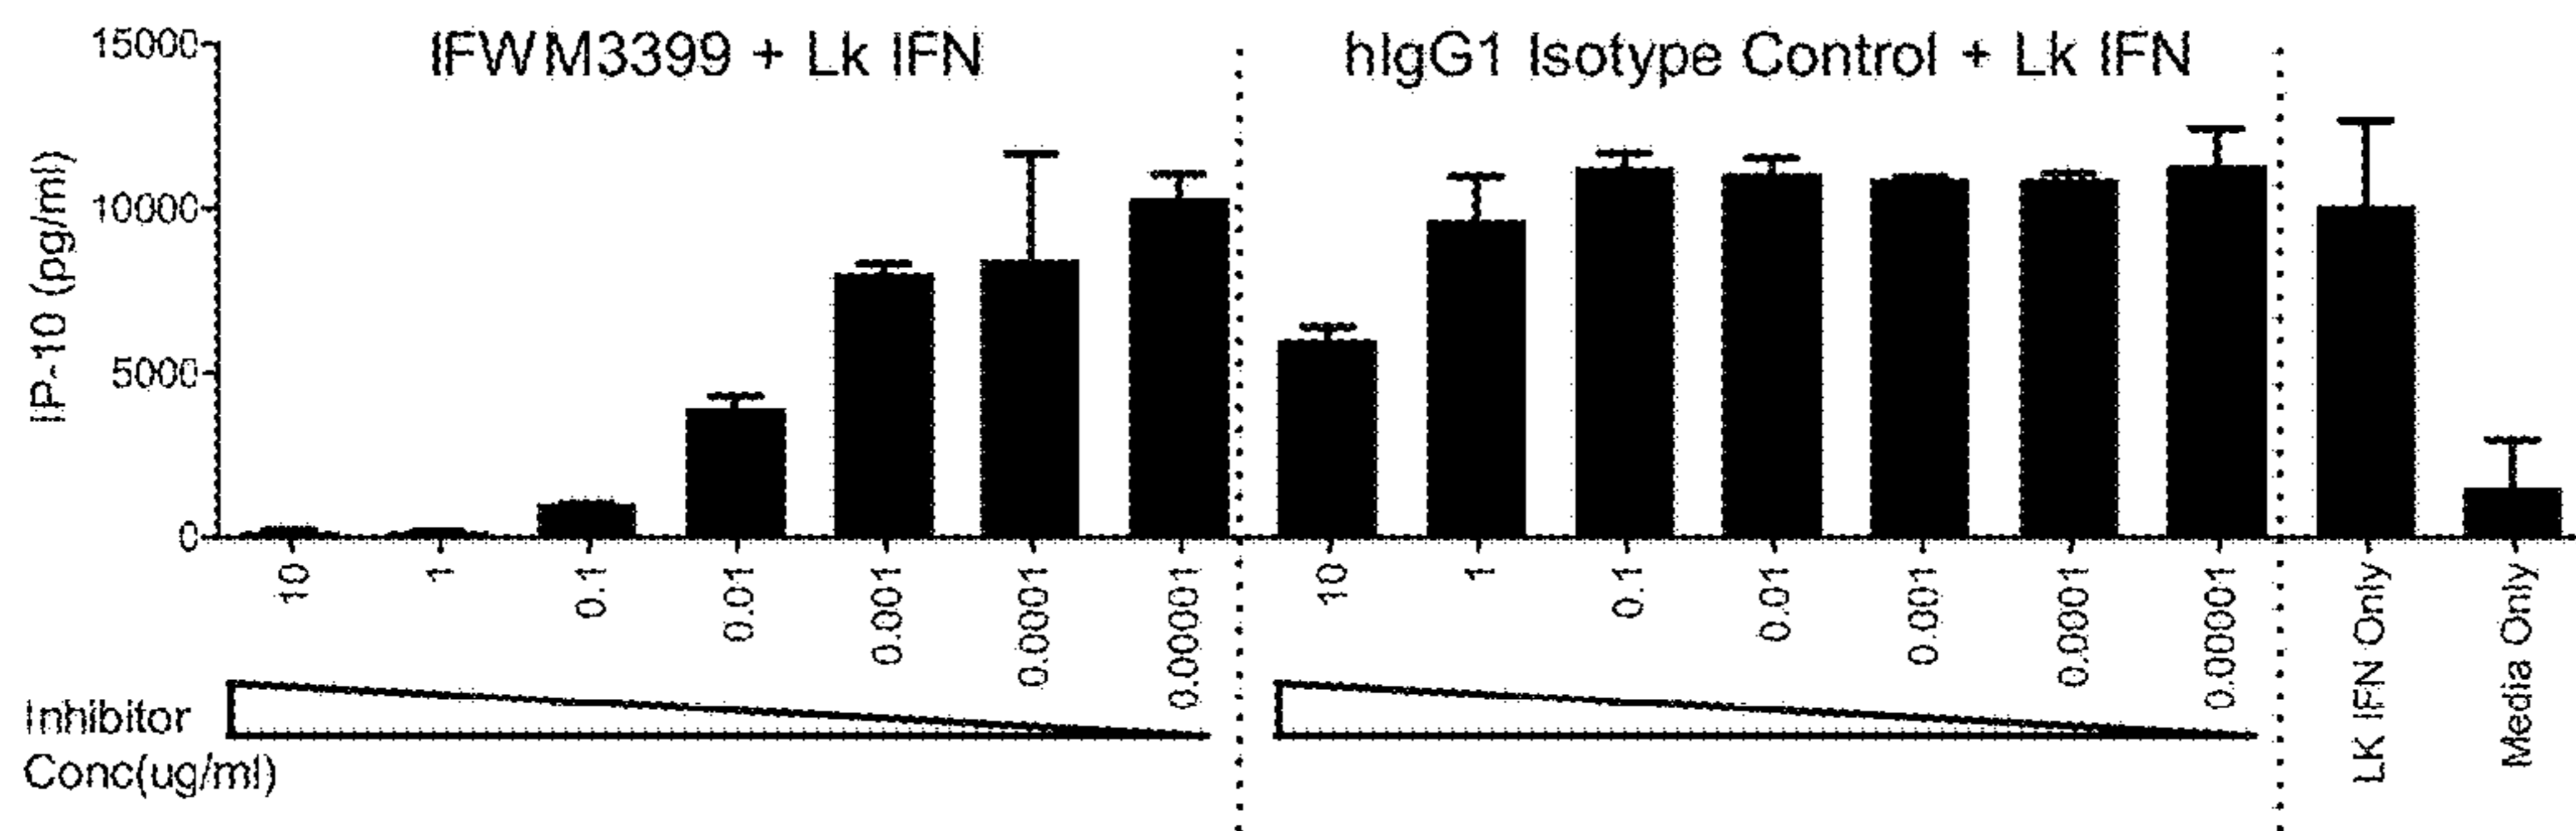 IFWM3399 + Lk IFN
hIgG1 Isotype Control + Lk IFN
IP-10 (pg/ml)
15000
10000
5000
0
10
1
0.1
0.01
0.001
0.0001
0.00001
10
1
0.1
0.01
0.001
0.0001
0.00001
LK IFN Only
Media Only
Inhibitor
Conc(ug/ml)